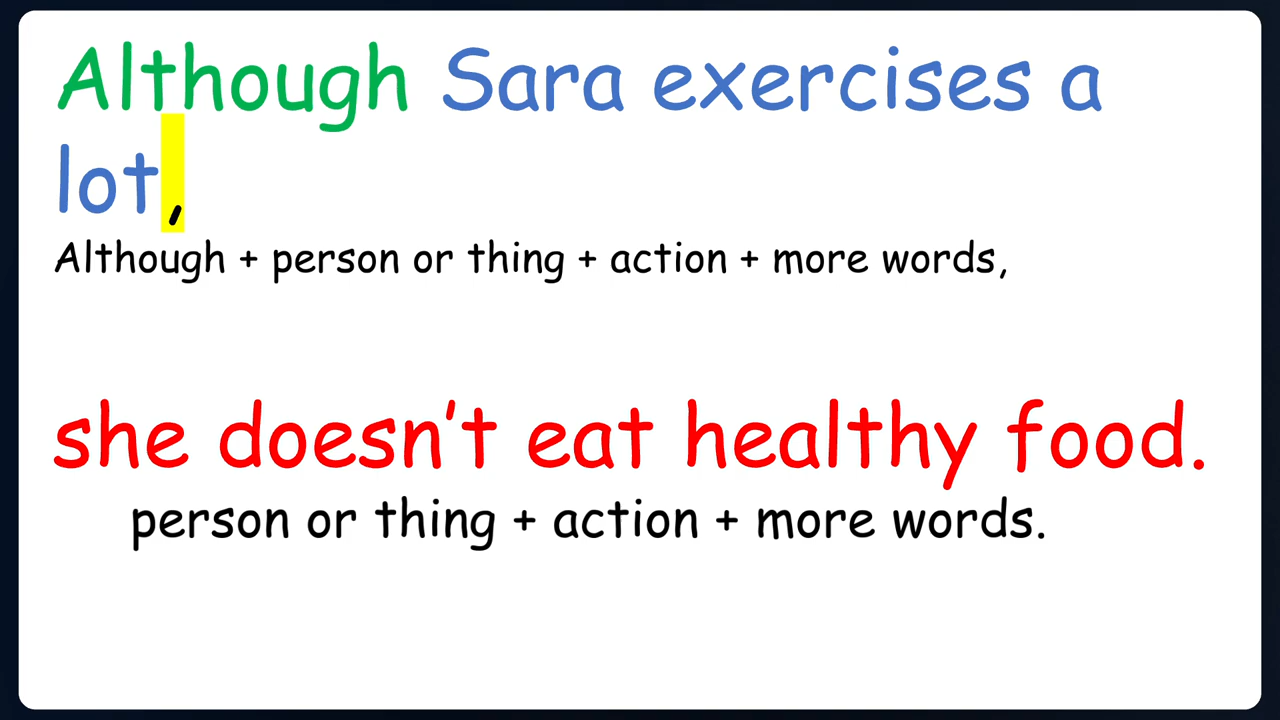 Although Sara exercises a
lot,
Although + person or thing + action + more words,
she doesn’t eat healthy food.
person or thing + action + more words.